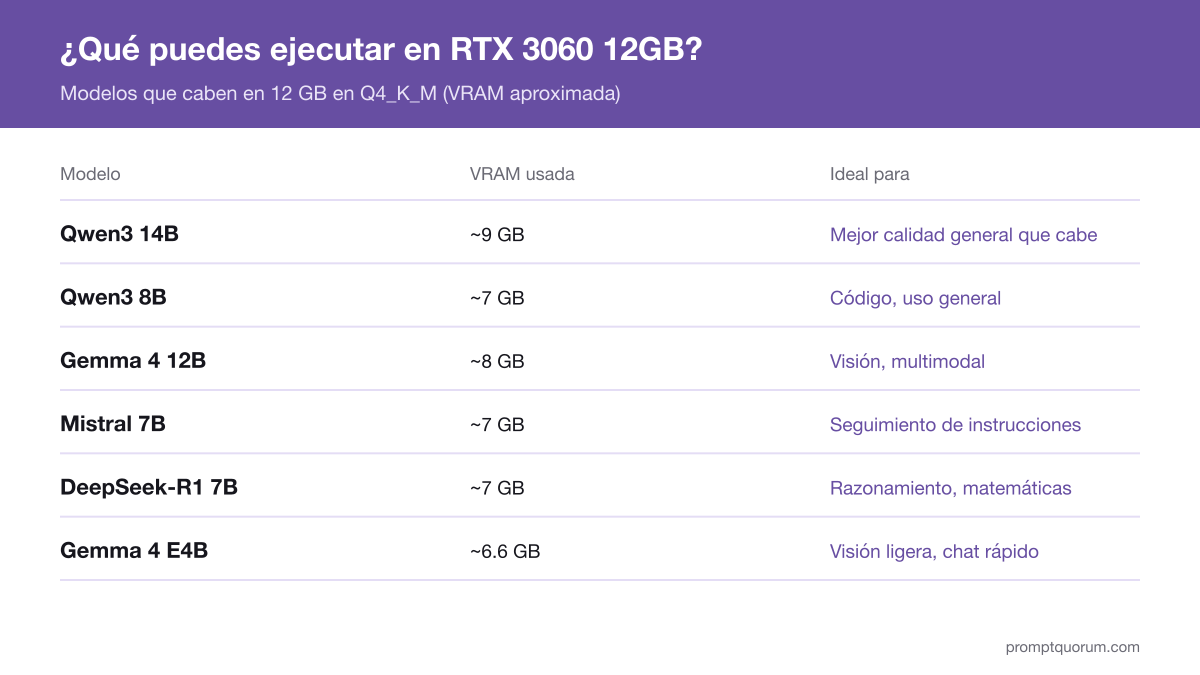 ¿Qué puedes ejecutar en RTX 3060 12GB?
Modelos que caben en 12 GB en Q4_K_M (VRAM aproximada)
Modelo VRAM usada Ideal para
Qwen3 14B ~9 GB Mejor calidad general que cabe
Qwen3 8B ~7 GB Código, uso general
Gemma 4 12B ~8 GB Visión, multimodal
Mistral 7B ~7 GB Seguimiento de instrucciones
DeepSeek-R1 7B ~7 GB Razonamiento, matemáticas
Gemma 4 E4B ~6.6 GB Visión ligera, chat rápido
promptquorum.com